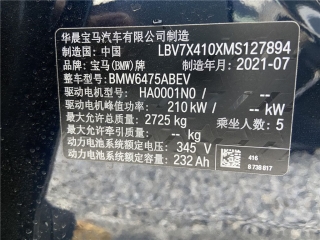 华晨宝马汽车有限公司制造
制造国：中国 LBV7X410XMS127894
品牌：宝马(BMW)牌 制造年月：2021-07
整车型号：BMW6475ABEV
驱动电机型号：HA0001N0 / --
驱动电机峰值功率：210 kW / -- kW
最大允许总质量：2725 kg 乘坐人数：5
最大允许牵引质量：-- kg
动力电池系统额定电压：345 V
动力电池系统额定容量：232 Ah
416
8 738 817